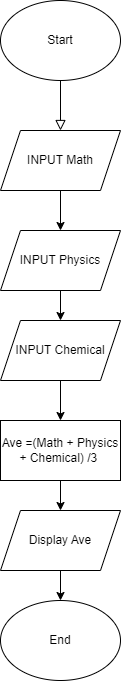 Start
INPUT Math
INPUT Physics
INPUT Chemical
Ave =(Math + Physics
+ Chemical) /3
Display Ave
End